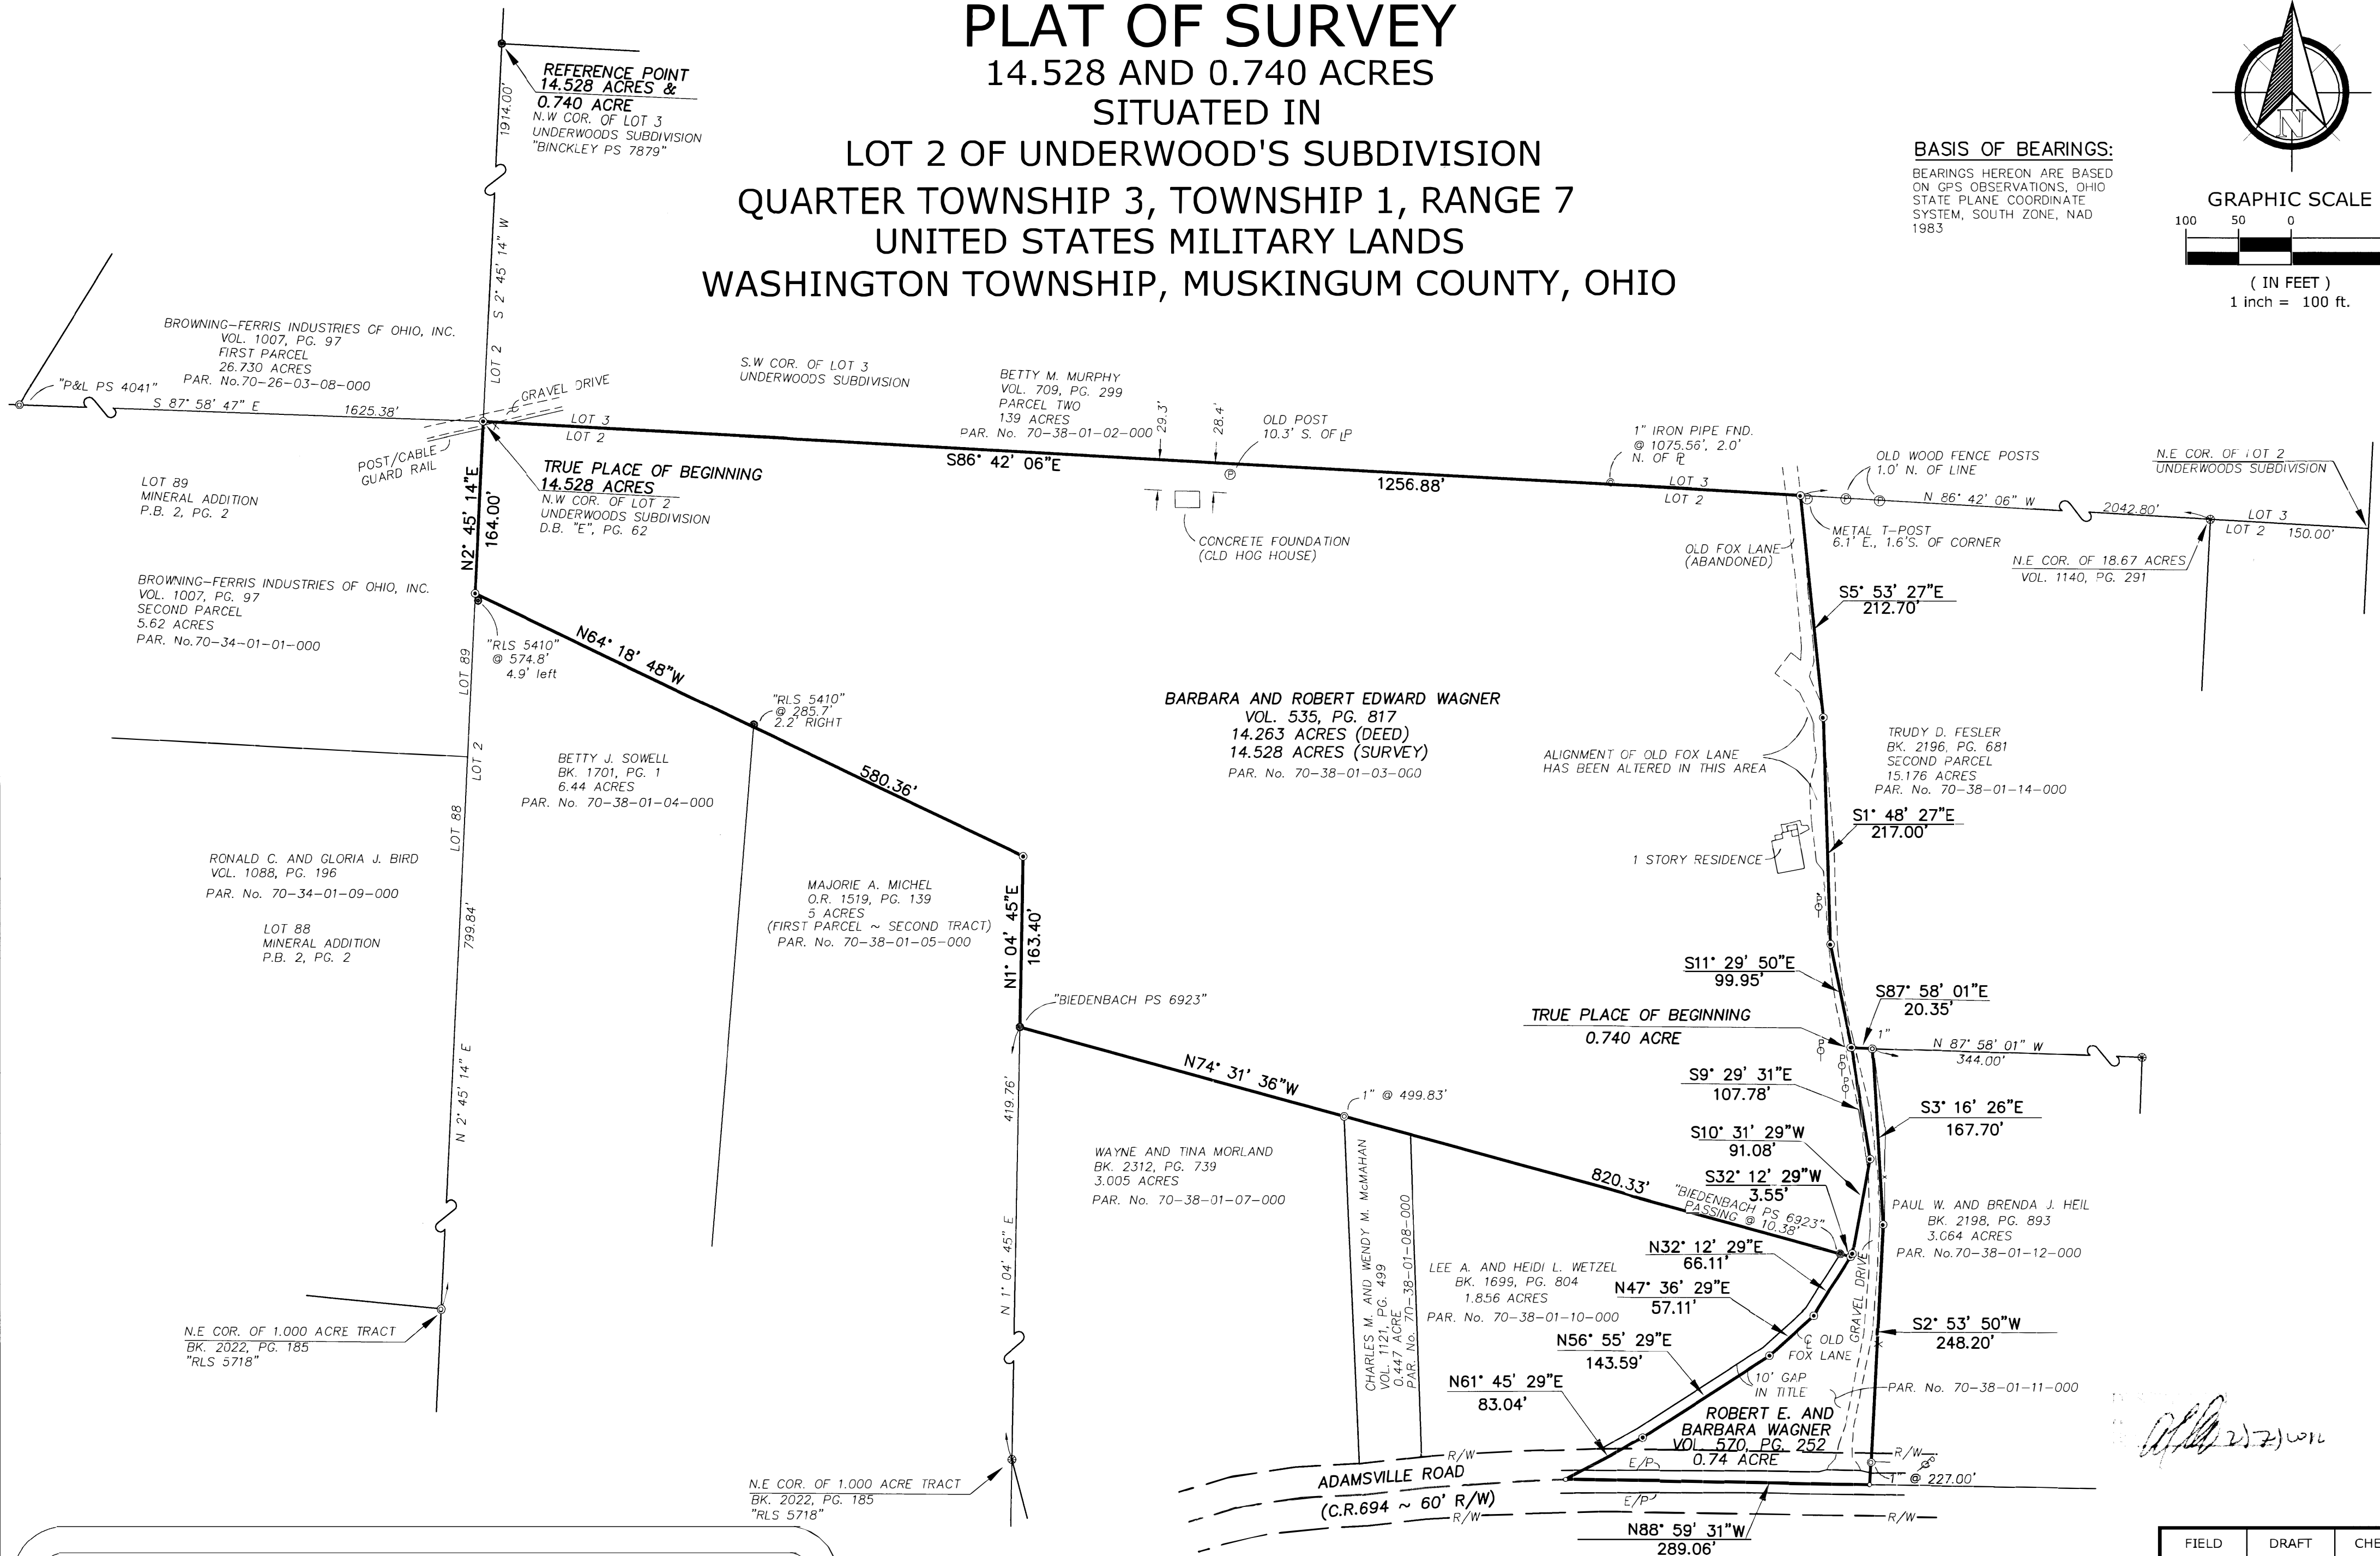 PLAT OF SURVEY
14.528 AND 0.740 ACRES
SITUATED IN
LOT 2 OF UNDERWOOD'S SUBDIVISION
QUARTER TOWNSHIP 3, TOWNSHIP 1, RANGE 7
UNITED STATES MILITARY LANDS
WASHINGTON TOWNSHIP, MUSKINGUM COUNTY, OHIO
REFERENCE POINT
14.528 ACRES &
0.740 ACRE
N.W COR. OF LOT 3
UNDERWOODS SUBDIVISION
"BINCKLEY PS 7879"
1914.00'
S 2° 45' 14" W
LOT 2
BASIS OF BEARINGS:
BEARINGS HEREON ARE BASED
ON GPS OBSERVATIONS, OHIO
STATE PLANE COORDINATE
SYSTEM, SOUTH ZONE, NAD
1983
N
GRAPHIC SCALE
100 50 0
( IN FEET )
1 inch = 100 ft.
BROWNING-FERRIS INDUSTRIES OF OHIO, INC.
VOL. 1007, PG. 97
FIRST PARCEL
26.730 ACRES
PAR. No.70-26-03-08-000
"P&L PS 4041"
S 87° 58' 47" E
1625.38'
GRAVEL DRIVE
POST/CABLE
GUARD RAIL
S.W COR. OF LOT 3
UNDERWOODS SUBDIVISION
LOT 3
LOT 2
BETTY M. MURPHY
VOL. 709, PG. 299
PARCEL TWO
139 ACRES
PAR. No. 70-38-01-02-000
29.3'
28.4'
OLD POST
10.3' S. OF PL
S86° 42' 06"E
1256.88'
1" IRON PIPE FND.
@ 1075.56', 2.0'
N. OF PL
LOT 3
LOT 2
OLD WOOD FENCE POSTS
1.0' N. OF LINE
P
P
P
P
N 86° 42' 06" W
2042.80'
N.E COR. OF LOT 2
UNDERWOODS SUBDIVISION
LOT 3
LOT 2
150.00'
METAL T-POST
6.1' E., 1.6'S. OF CORNER
N.E COR. OF 18.67 ACRES
VOL. 1140, PG. 291
OLD FOX LANE
(ABANDONED)
CONCRETE FOUNDATION
(OLD HOG HOUSE)
TRUE PLACE OF BEGINNING
14.528 ACRES
N.W COR. OF LOT 2
UNDERWOODS SUBDIVISION
D.B. "E", PG. 62
N2° 45' 14"E
164.00'
LOT 89
MINERAL ADDITION
P.B. 2, PG. 2
BROWNING-FERRIS INDUSTRIES OF OHIO, INC.
VOL. 1007, PG. 97
SECOND PARCEL
5.62 ACRES
PAR. No.70-34-01-01-000
"RLS 5410"
@ 574.8'
4.9' left
N64° 18' 48"W
580.36'
"RLS 5410"
@ 285.7'
2.2' RIGHT
LOT 89
LOT 2
LOT 88
799.84'
N 2° 45' 14" E
BETTY J. SOWELL
BK. 1701, PG. 1
6.44 ACRES
PAR. No. 70-38-01-04-000
BARBARA AND ROBERT EDWARD WAGNER
VOL. 535, PG. 817
14.263 ACRES (DEED)
14.528 ACRES (SURVEY)
PAR. No. 70-38-01-03-000
S5° 53' 27"E
212.70'
ALIGNMENT OF OLD FOX LANE
HAS BEEN ALTERED IN THIS AREA
TRUDY D. FESLER
BK. 2196, PG. 681
SECOND PARCEL
15.176 ACRES
PAR. No. 70-38-01-14-000
S1° 48' 27"E
217.00'
1 STORY RESIDENCE
RONALD C. AND GLORIA J. BIRD
VOL. 1088, PG. 196
PAR. No. 70-34-01-09-000
LOT 88
MINERAL ADDITION
P.B. 2, PG. 2
MAJORIE A. MICHEL
O.R. 1519, PG. 139
5 ACRES
(FIRST PARCEL ~ SECOND TRACT)
PAR. No. 70-38-01-05-000
N1° 04' 45"E
163.40'
"BIEDENBACH PS 6923"
S11° 29' 50"E
99.95'
TRUE PLACE OF BEGINNING
0.740 ACRE
S87° 58' 01"E
20.35'
1"
N 87° 58' 01" W
344.00'
S9° 29' 31"E
107.78'
S3° 16' 26"E
167.70'
S10° 31' 29"W
91.08'
S32° 12' 29"W
3.55'
N74° 31' 36"W
820.33'
1" @ 499.83'
"BIEDENBACH PS 6923"
PASSING @ 10.38'
419.76'
N 1° 04' 45" E
WAYNE AND TINA MORLAND
BK. 2312, PG. 739
3.005 ACRES
PAR. No. 70-38-01-07-000
CHARLES M. AND WENDY M. McMAHAN
VOL. 1121, PG. 499
0.447 ACRE
PAR. No. 70-38-01-08-000
LEE A. AND HEIDI L. WETZEL
BK. 1699, PG. 804
1.856 ACRES
PAR. No. 70-38-01-10-000
PAUL W. AND BRENDA J. HEIL
BK. 2198, PG. 893
3.064 ACRES
PAR. No.70-38-01-12-000
N32° 12' 29"E
66.11'
N47° 36' 29"E
57.11'
N56° 55' 29"E
143.59'
N61° 45' 29"E
83.04'
GRAVEL DRIVE
CL OLD
FOX LANE
10' GAP
IN TITLE
S2° 53' 50"W
248.20'
PAR. No. 70-38-01-11-000
ROBERT E. AND
BARBARA WAGNER
VOL. 570, PG. 252
0.74 ACRE
R/W
R/W
E/P
1" @ 227.00'
ADAMSVILLE ROAD
(C.R.694 ~ 60' R/W)
E/P
R/W
R/W
N88° 59' 31"W
289.06'
N.E COR. OF 1.000 ACRE TRACT
BK. 2022, PG. 185
"RLS 5718"
N.E COR. OF 1.000 ACRE TRACT
BK. 2022, PG. 185
"RLS 5718"
FIELD
DRAFT